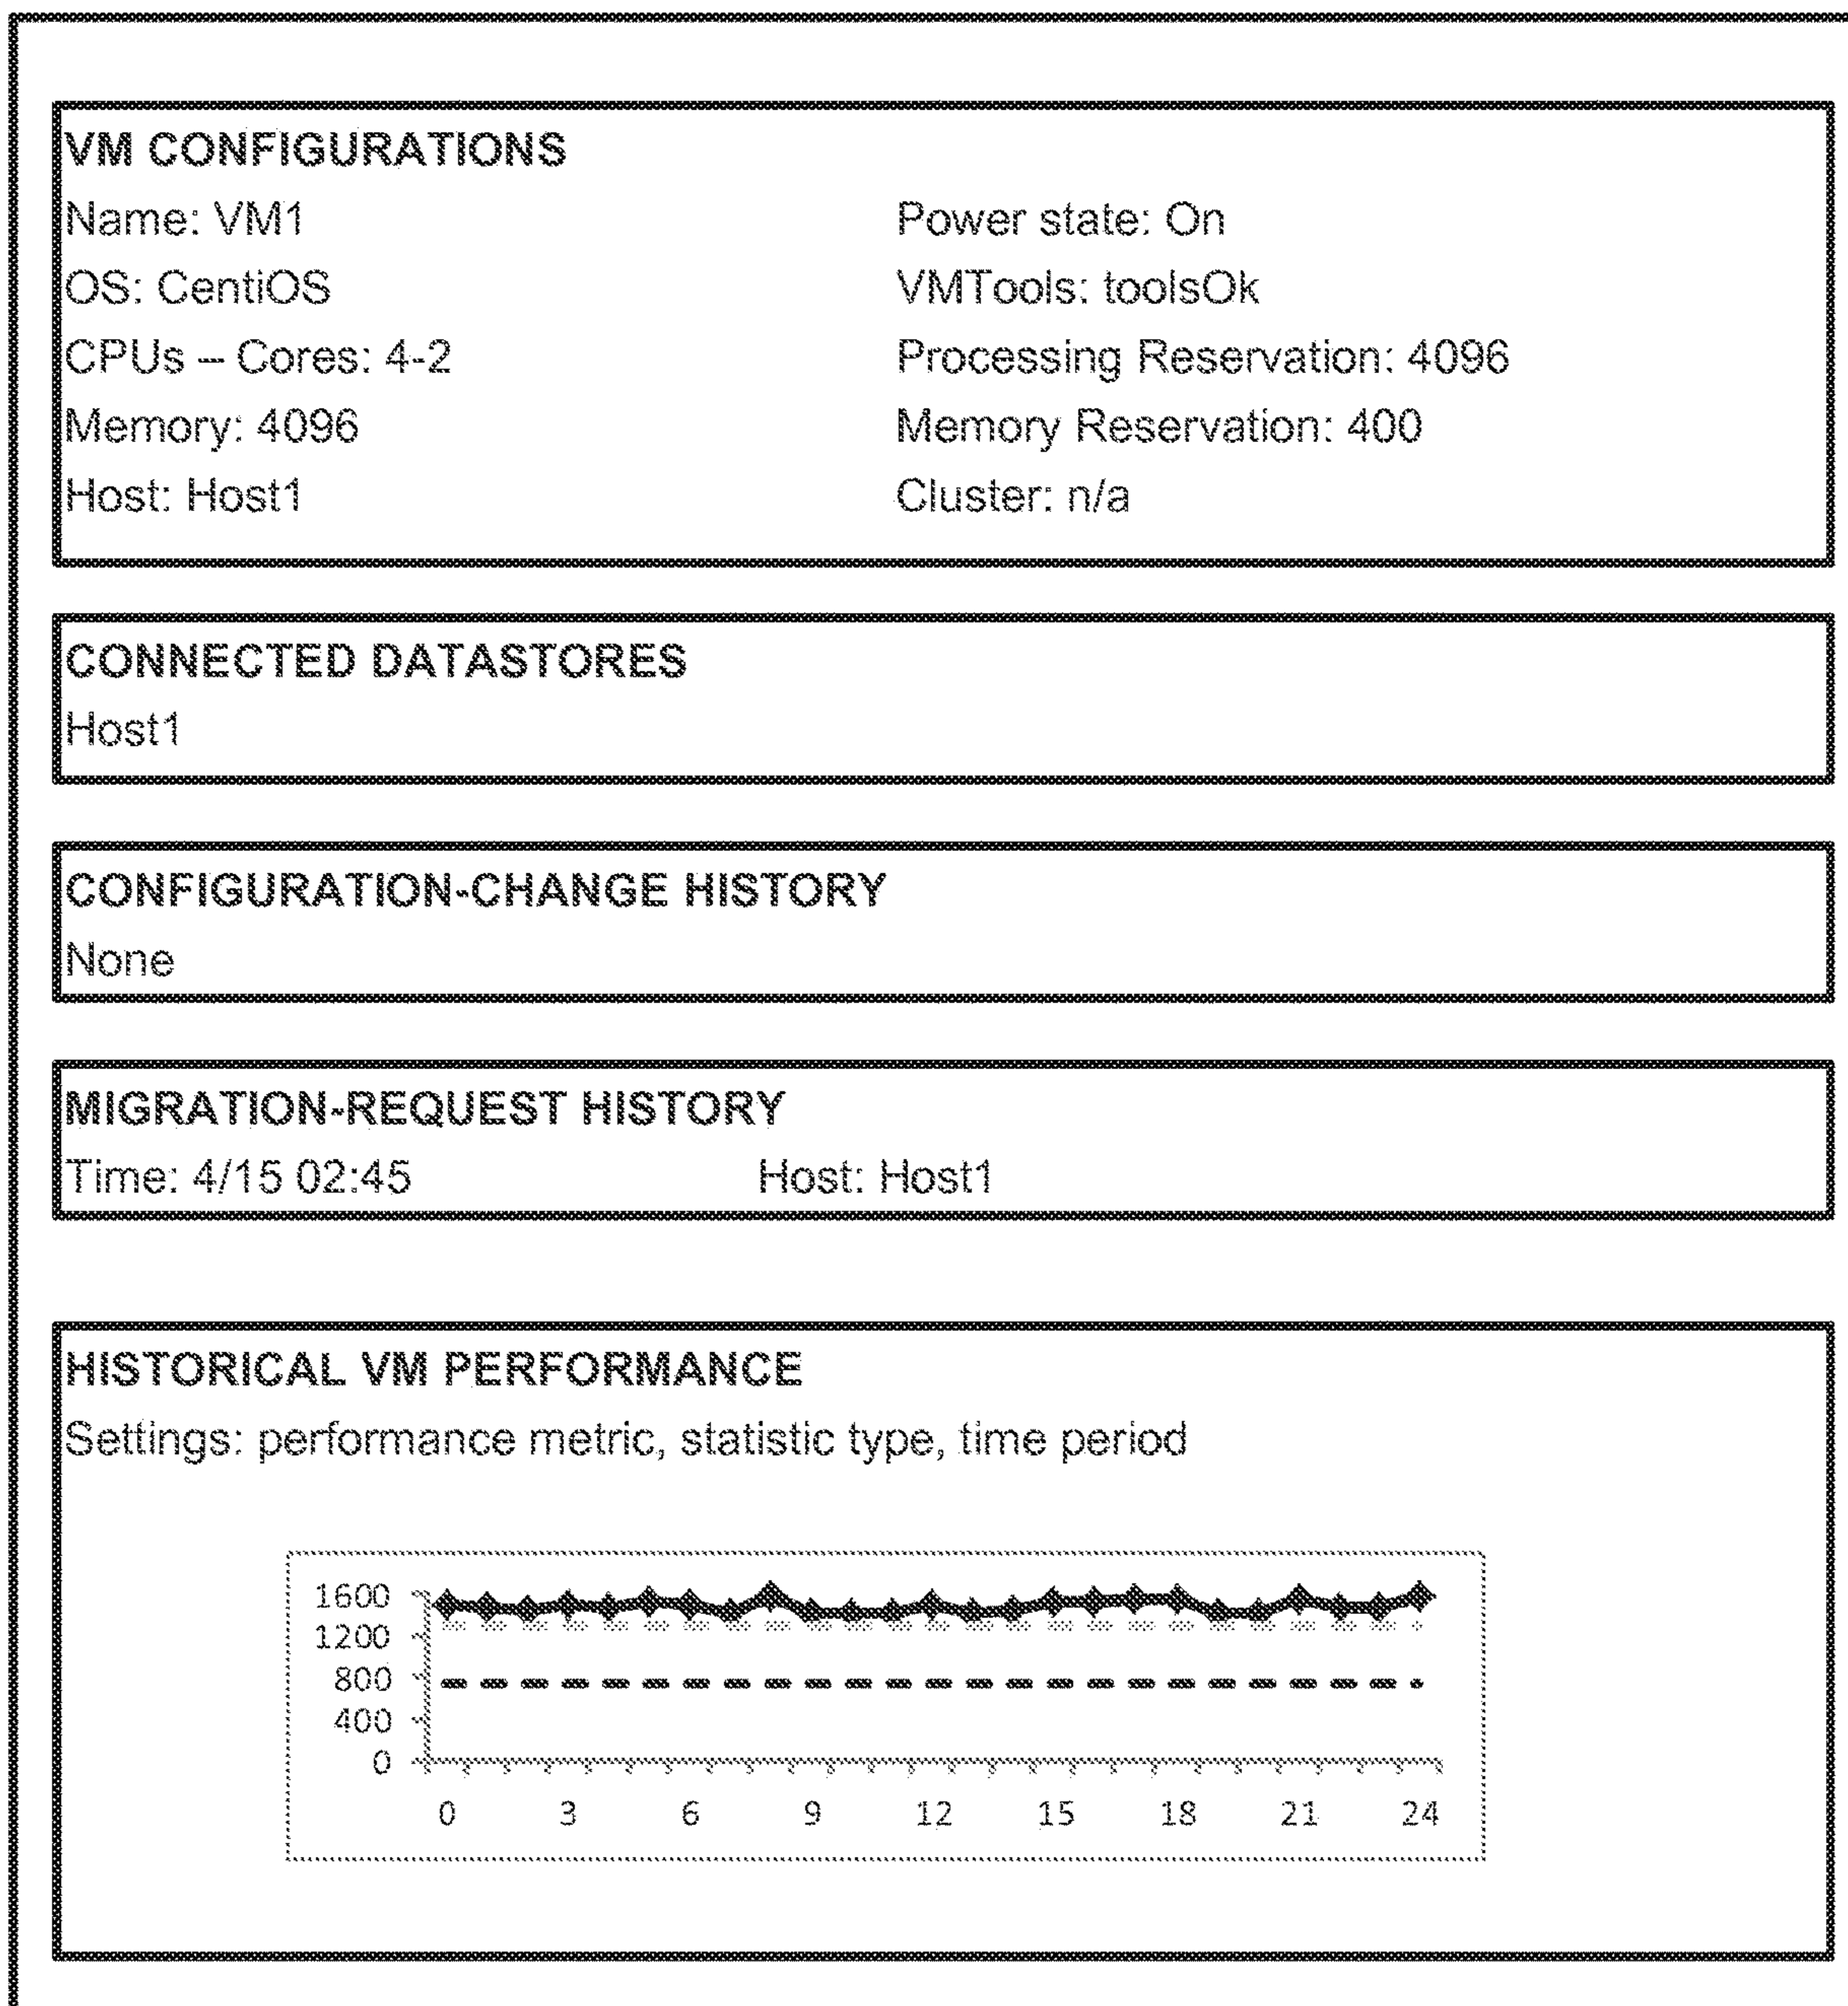 VM CONFIGURATIONS
Name: VM1 Power state: On
OS: CentiOS VMTools: toolsOk
CPUs – Cores: 4-2 Processing Reservation: 4096
Memory: 4096 Memory Reservation: 400
Host: Host1 Cluster: n/a
CONNECTED DATASTORES
Host1
CONFIGURATION-CHANGE HISTORY
None
MIGRATION-REQUEST HISTORY
Time: 4/15 02:45 Host: Host1
HISTORICAL VM PERFORMANCE
Settings: performance metric, statistic type, time period
1600
1200
800
400
0
0 3 6 9 12 15 18 21 24